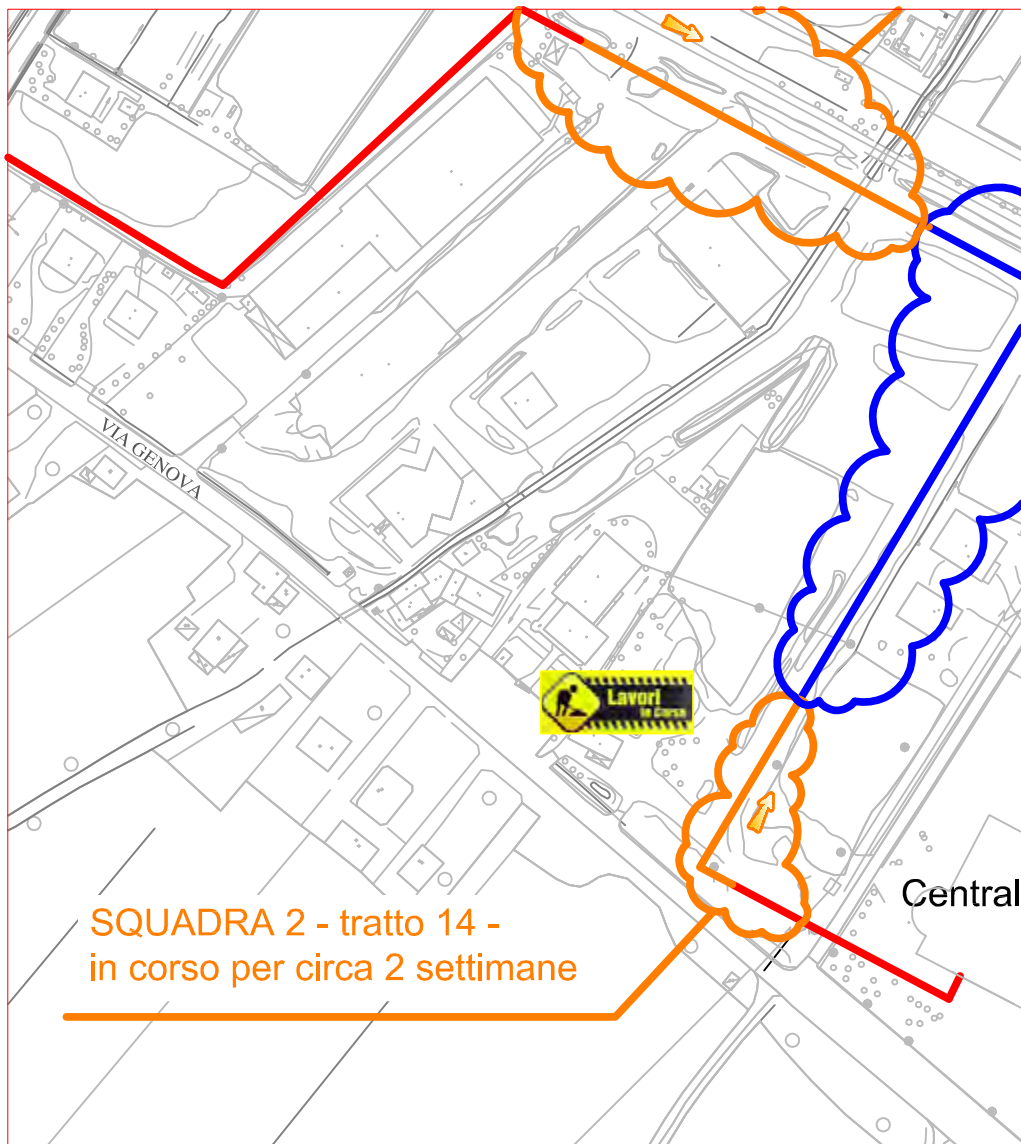 VIA GENOVA
Lavori
in Corso
Central
SQUADRA 2 - tratto 14 -
in corso per circa 2 settimane